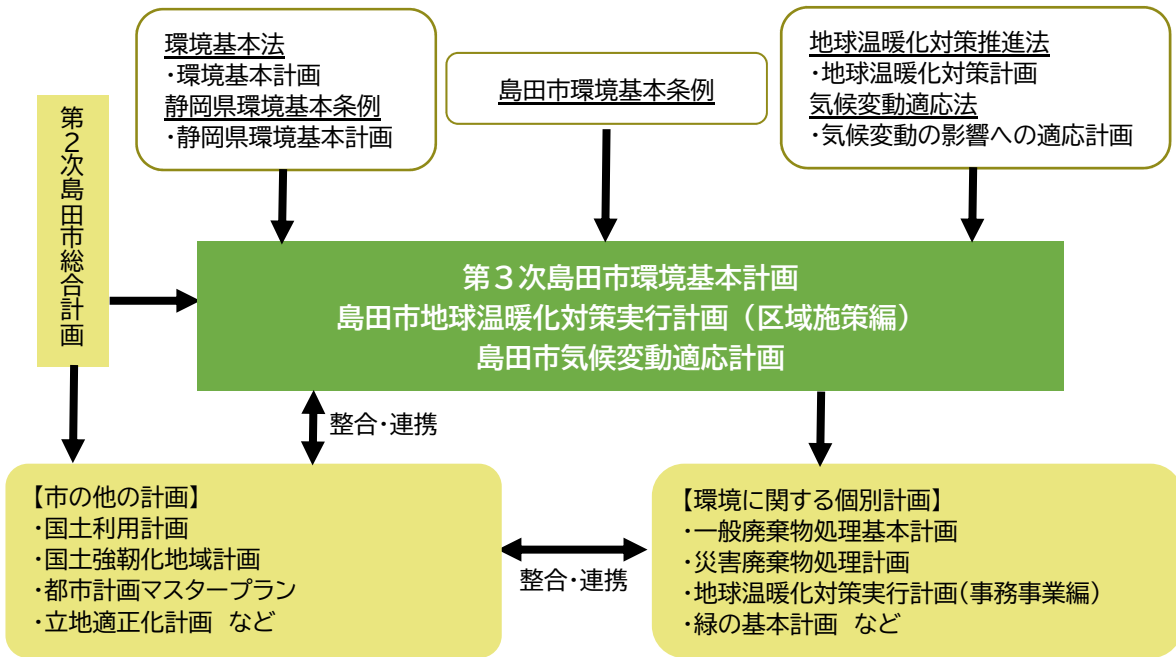 環境基本法
・環境基本計画
静岡県環境基本条例
・静岡県環境基本計画
島田市環境基本条例
地球温暖化対策推進法
・地球温暖化対策計画
気候変動適応法
・気候変動の影響への適応計画
第２次島田市総合計画
第３次島田市環境基本計画
島田市地球温暖化対策実行計画（区域施策編）
島田市気候変動適応計画
整合・連携
【市の他の計画】
・国土利用計画
・国土強靭化地域計画
・都市計画マスタープラン
・立地適正化計画 など
整合・連携
【環境に関する個別計画】
・一般廃棄物処理基本計画
・災害廃棄物処理計画
・地球温暖化対策実行計画(事務事業編)
・緑の基本計画 など